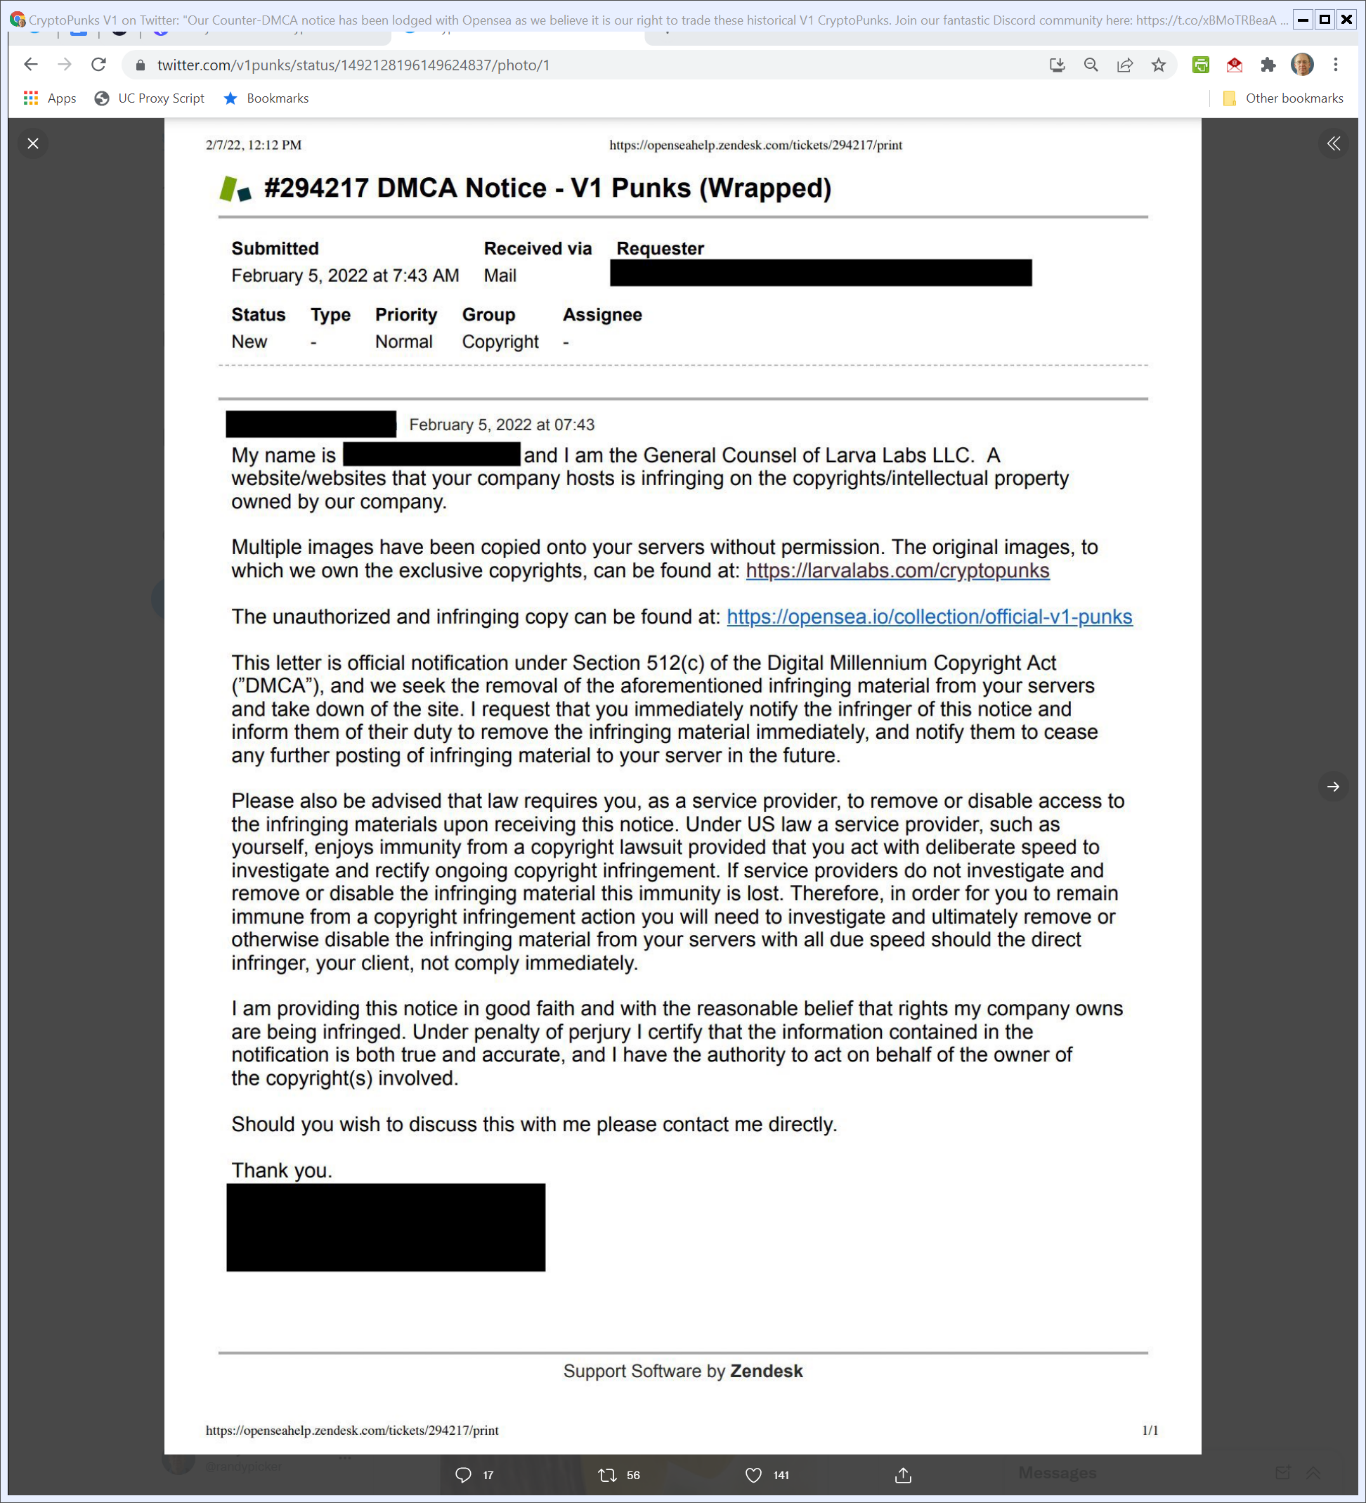 CryptoPunks V1 on Twitter: "Our Counter-DMCA notice has been lodged with Opensea as we believe it is our right to trade these historical V1 CryptoPunks. Join our fantastic Discord community here: https://t.co/xBMoTRBeaA ...
twitter.com/v1punks/status/1492128196149624837/photo/1
Apps UC Proxy Script Bookmarks Other bookmarks
2/7/22, 12:12 PM https://openseahelp.zendesk.com/tickets/294217/print
#294217 DMCA Notice - V1 Punks (Wrapped)
Submitted Received via Requester
February 5, 2022 at 7:43 AM Mail
Status Type Priority Group Assignee
New - Normal Copyright -
February 5, 2022 at 07:43
My name is and I am the General Counsel of Larva Labs LLC. A
website/websites that your company hosts is infringing on the copyrights/intellectual property
owned by our company.
Multiple images have been copied onto your servers without permission. The original images, to
which we own the exclusive copyrights, can be found at: https://larvalabs.com/cryptopunks
The unauthorized and infringing copy can be found at: https://opensea.io/collection/official-v1-punks
This letter is official notification under Section 512(c) of the Digital Millennium Copyright Act
(”DMCA”), and we seek the removal of the aforementioned infringing material from your servers
and take down of the site. I request that you immediately notify the infringer of this notice and
inform them of their duty to remove the infringing material immediately, and notify them to cease
any further posting of infringing material to your server in the future.
Please also be advised that law requires you, as a service provider, to remove or disable access to
the infringing materials upon receiving this notice. Under US law a service provider, such as
yourself, enjoys immunity from a copyright lawsuit provided that you act with deliberate speed to
investigate and rectify ongoing copyright infringement. If service providers do not investigate and
remove or disable the infringing material this immunity is lost. Therefore, in order for you to remain
immune from a copyright infringement action you will need to investigate and ultimately remove or
otherwise disable the infringing material from your servers with all due speed should the direct
infringer, your client, not comply immediately.
I am providing this notice in good faith and with the reasonable belief that rights my company owns
are being infringed. Under penalty of perjury I certify that the information contained in the
notification is both true and accurate, and I have the authority to act on behalf of the owner of
the copyright(s) involved.
Should you wish to discuss this with me please contact me directly.
Thank you.
Support Software by Zendesk
https://openseahelp.zendesk.com/tickets/294217/print 1/1
@randypicker
17 56 141 Messages